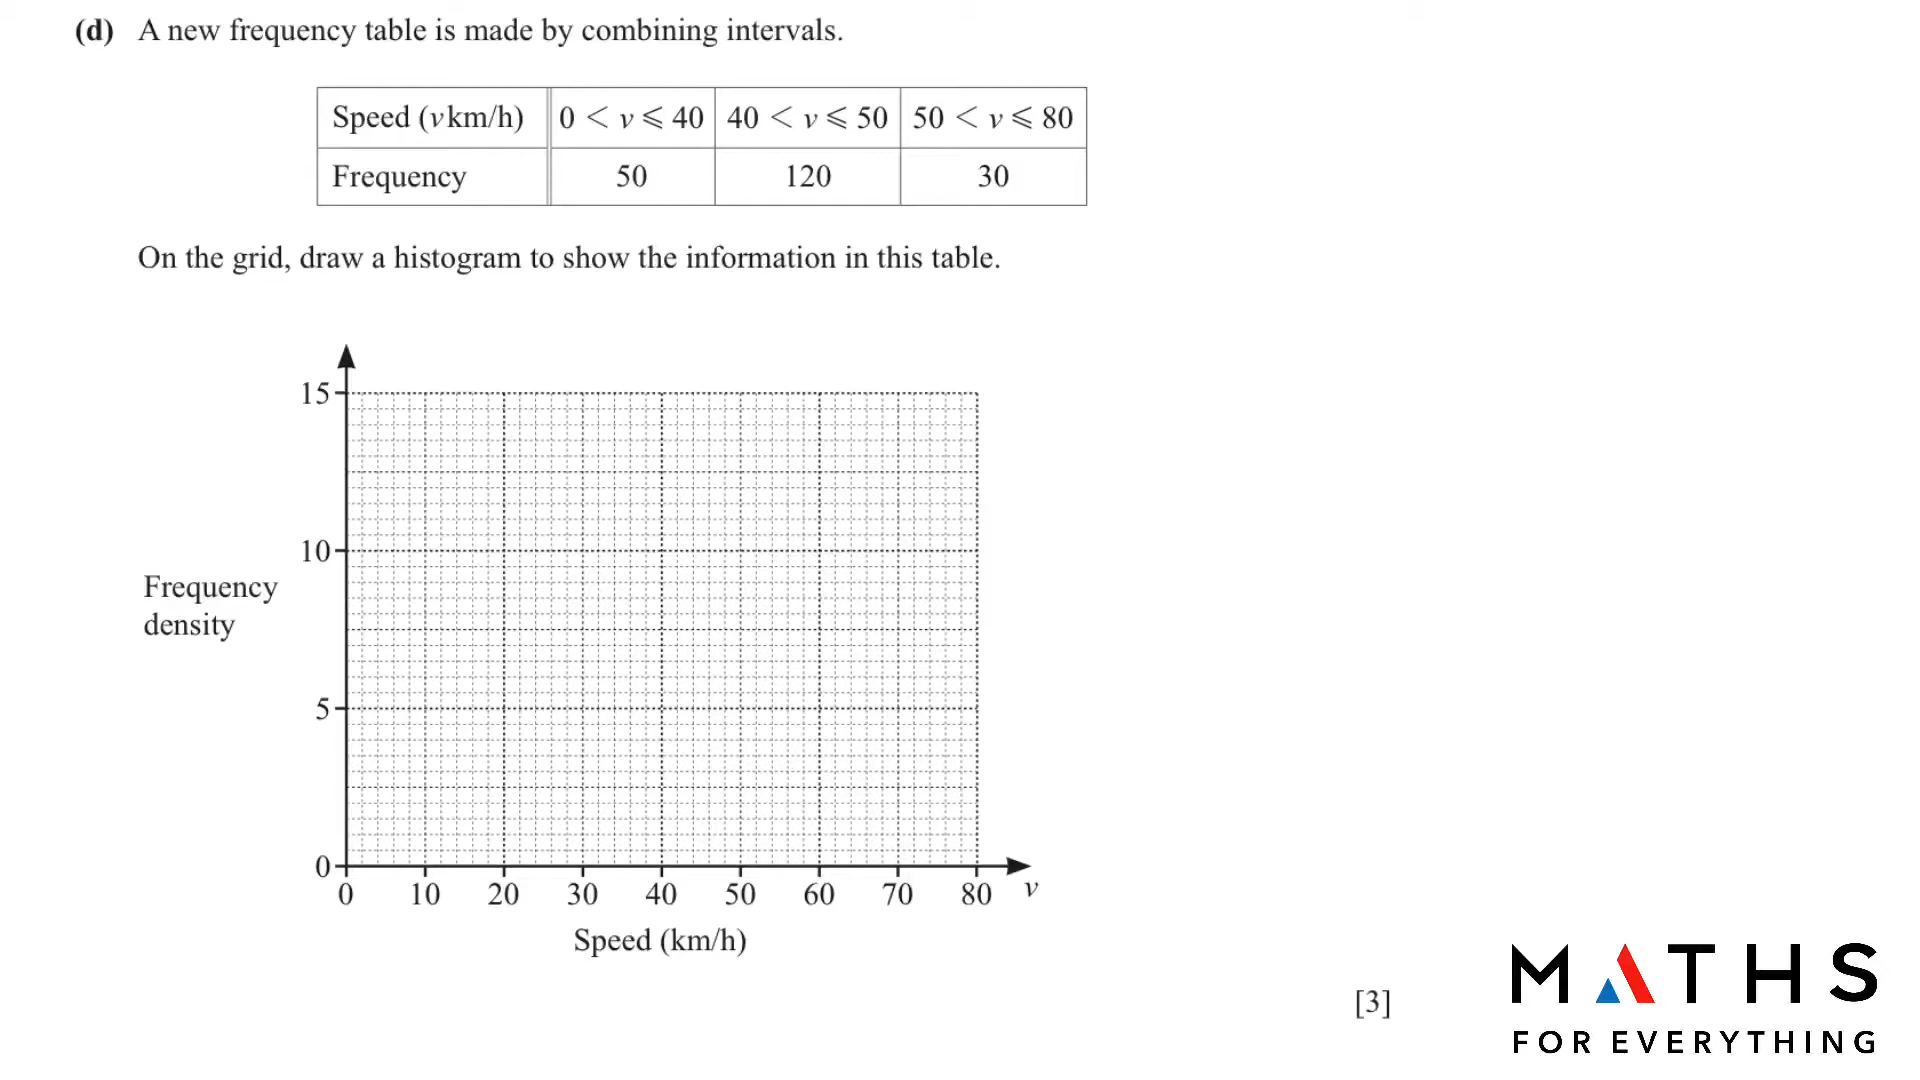 (d) A new frequency table is made by combining intervals.
Speed (v km/h) 0 < v ⩽ 40 40 < v ⩽ 50 50 < v ⩽ 80
Frequency 50 120 30
On the grid, draw a histogram to show the information in this table.
15
10
Frequency
density
5
0
0 10 20 30 40 50 60 70 80 v
Speed (km/h)
[3]
MATHS
FOR EVERYTHING